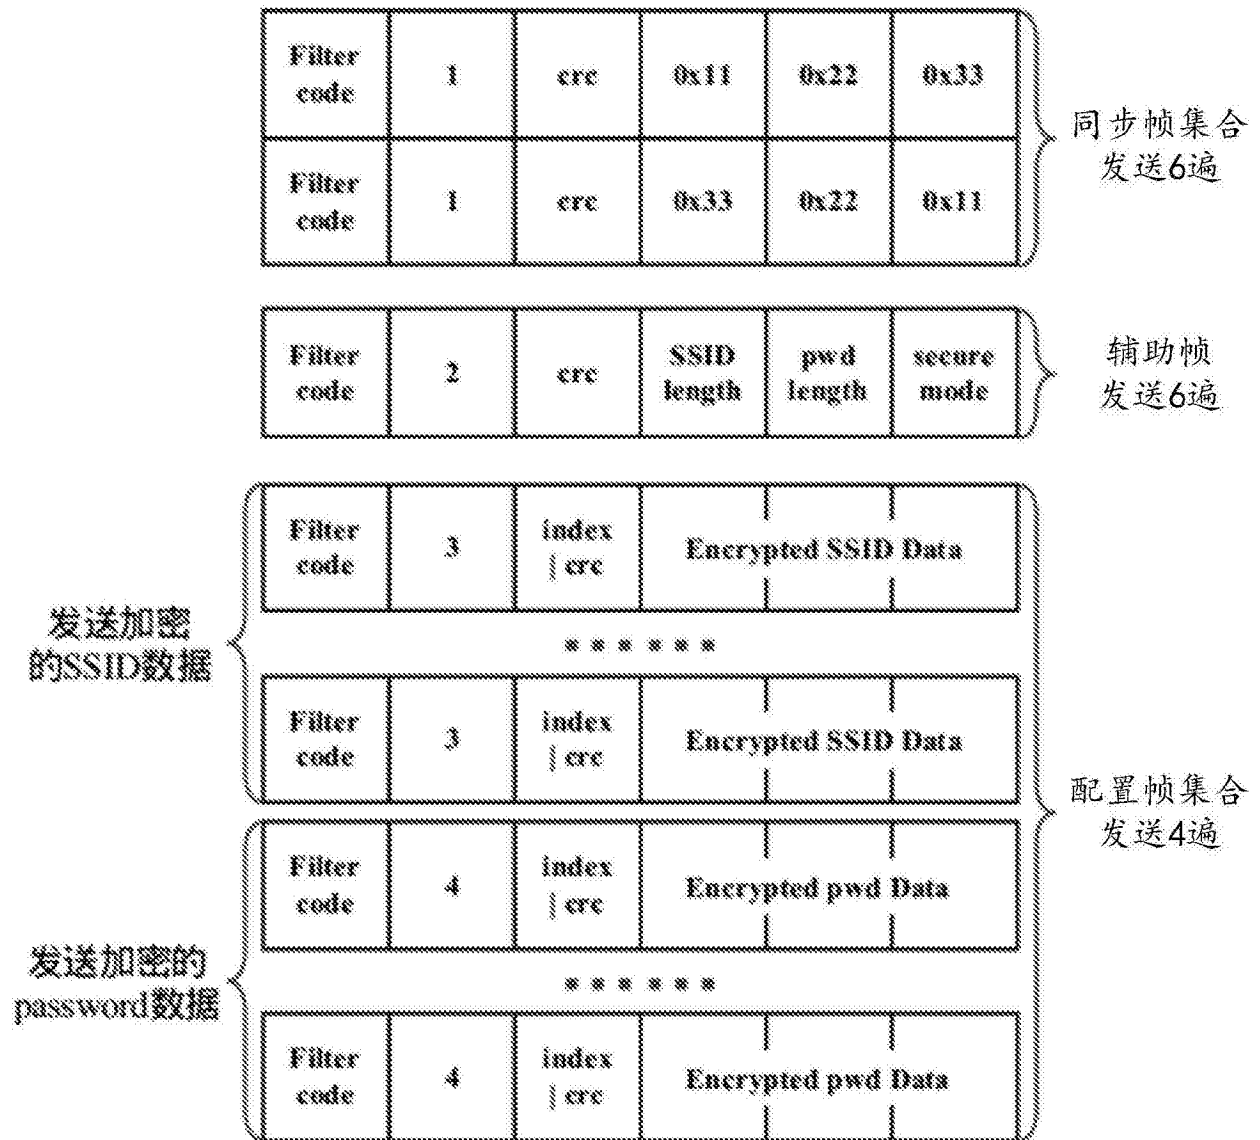 Filter code 1 crc 0x11 0x22 0x33
Filter code 1 crc 0x33 0x22 0x11
同步帧集合
发送6遍
Filter code 2 crc SSID length pwd length secure mode
辅助帧
发送6遍
发送加密
的SSID数据
Filter code 3 index | crc Encrypted SSID Data
......
Filter code 3 index | crc Encrypted SSID Data
配置帧集合
发送4遍
发送加密的
password数据
Filter code 4 index | crc Encrypted pwd Data
......
Filter code 4 index | crc Encrypted pwd Data